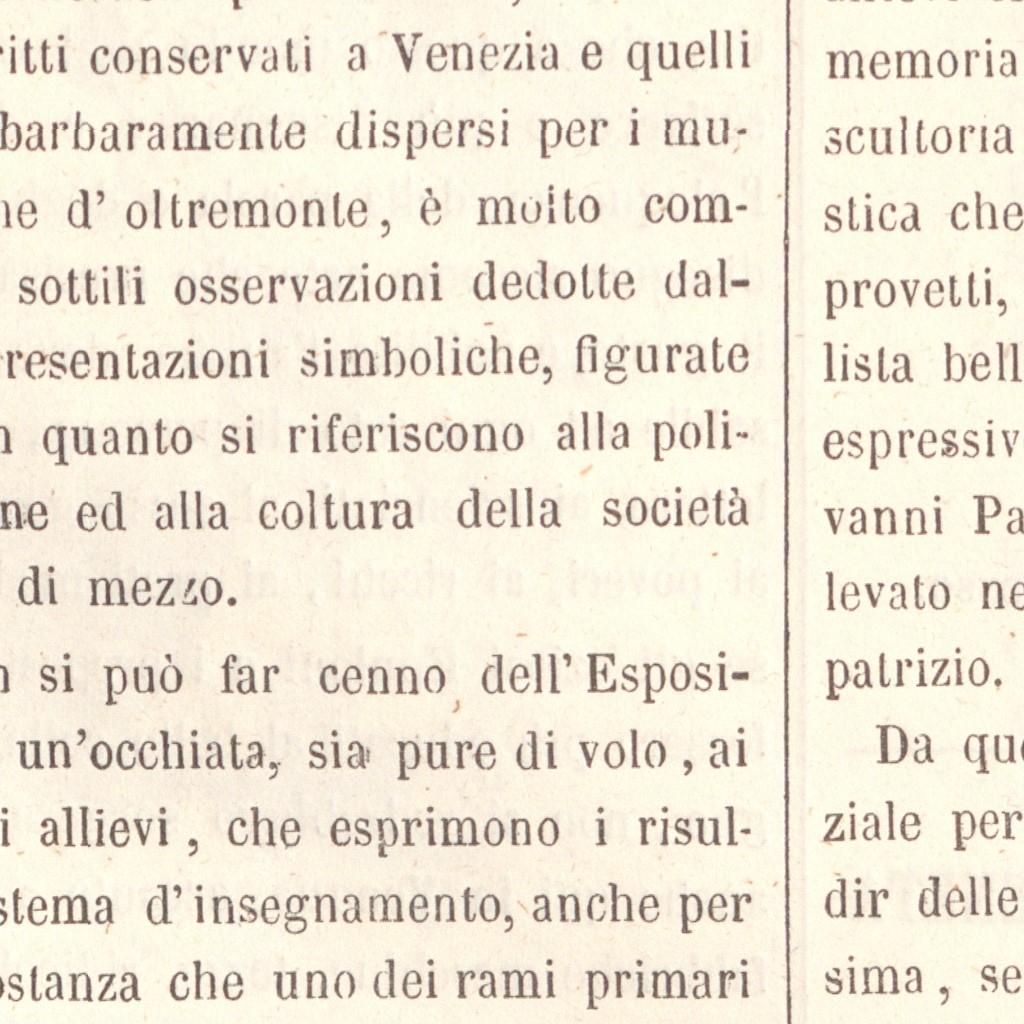 ritti conservati a Venezia e quelli
barbaramente dispersi per i mu-
ne d' oltremonte, è molto com-
sottili osservazioni dedotte dal-
resentazioni simboliche, figurate
quanto si riferiscono alla poli-
ne ed alla coltura della società
di mezzo.
si può far cenno dell' Esposi-
un'occhiata, sia pure di volo, ai
i allievi, che esprimono i risul-
stema d'insegnamento, anche per
ostanza che uno dei rami primari
memoria
scultoria
stica che
provetti,
lista bell
espressiv
vanni Pa
levato ne
patrizio.
Da que
ziale per
dir delle
sima, se